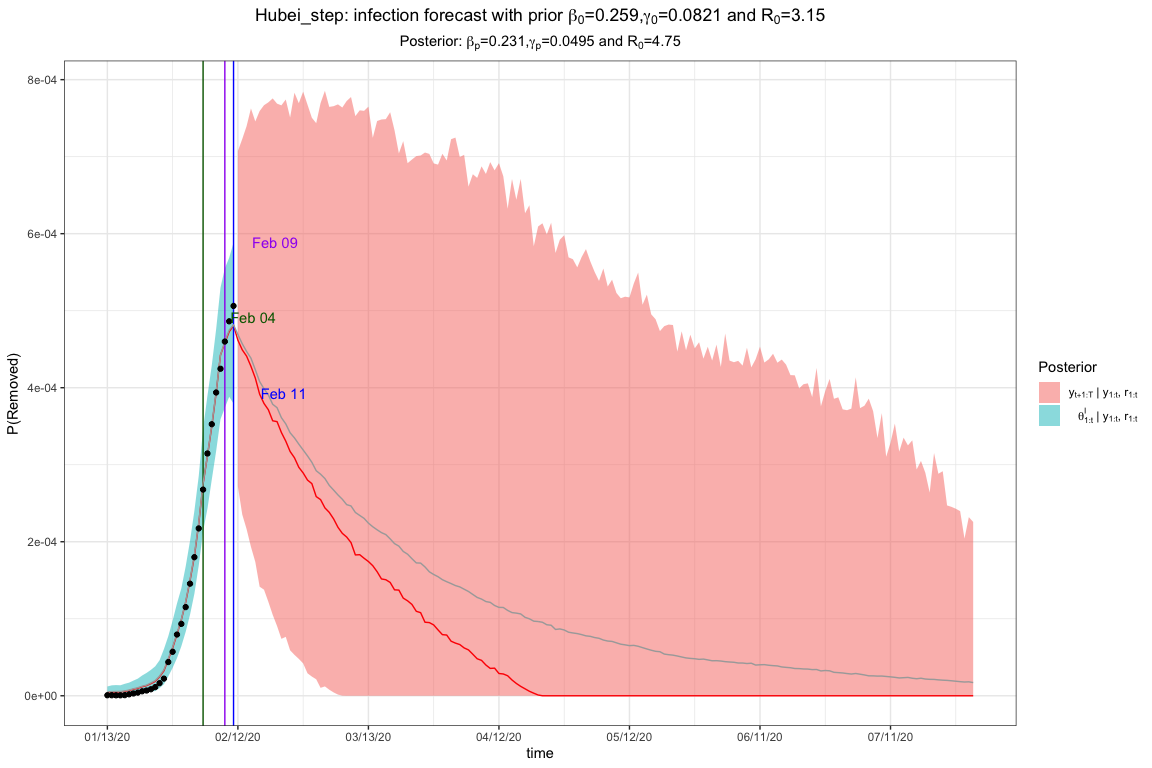 Hubei_step: infection forecast with prior β₀=0.259,γ₀=0.0821 and R₀=3.15
Posterior: βₚ=0.231,γₚ=0.0495 and R₀=4.75
P(Removed)
8e-04
6e-04
4e-04
2e-04
0e+00
Feb 09
Feb 04
Feb 11
01/13/20
02/12/20
03/13/20
04/12/20
05/12/20
06/11/20
07/11/20
time
Posterior
yₜ₊₁:T | y₁:ₜ, r₁:ₜ
θᴵ₁:ₜ | y₁:ₜ, r₁:ₜ